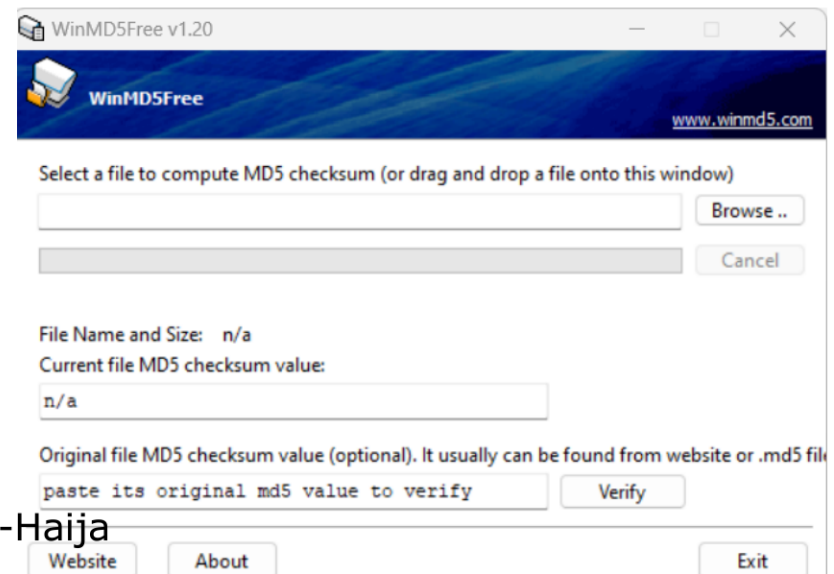 WinMD5Free v1.20
WinMD5Free
www.winmd5.com
Select a file to compute MD5 checksum (or drag and drop a file onto this window)
Browse ..
Cancel
File Name and Size: n/a
Current file MD5 checksum value:
n/a
Original file MD5 checksum value (optional). It usually can be found from website or .md5 file
paste its original md5 value to verify Verify
-Haija
Website About Exit